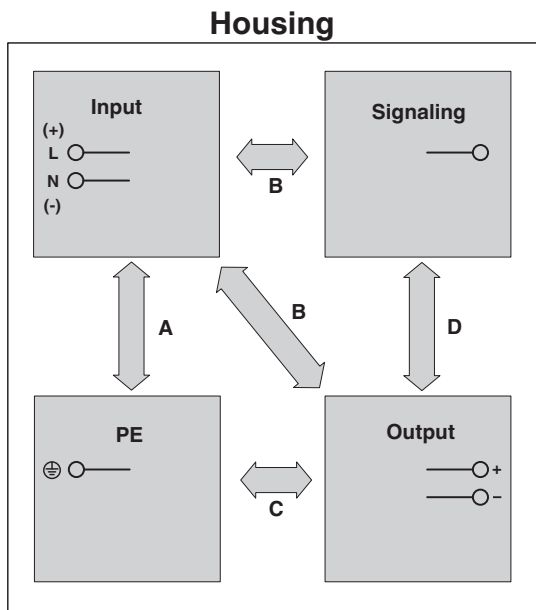 Housing
Input
(+)
L
N
(-)
Signaling
B
A
B
D
PE
Output
+
−
C